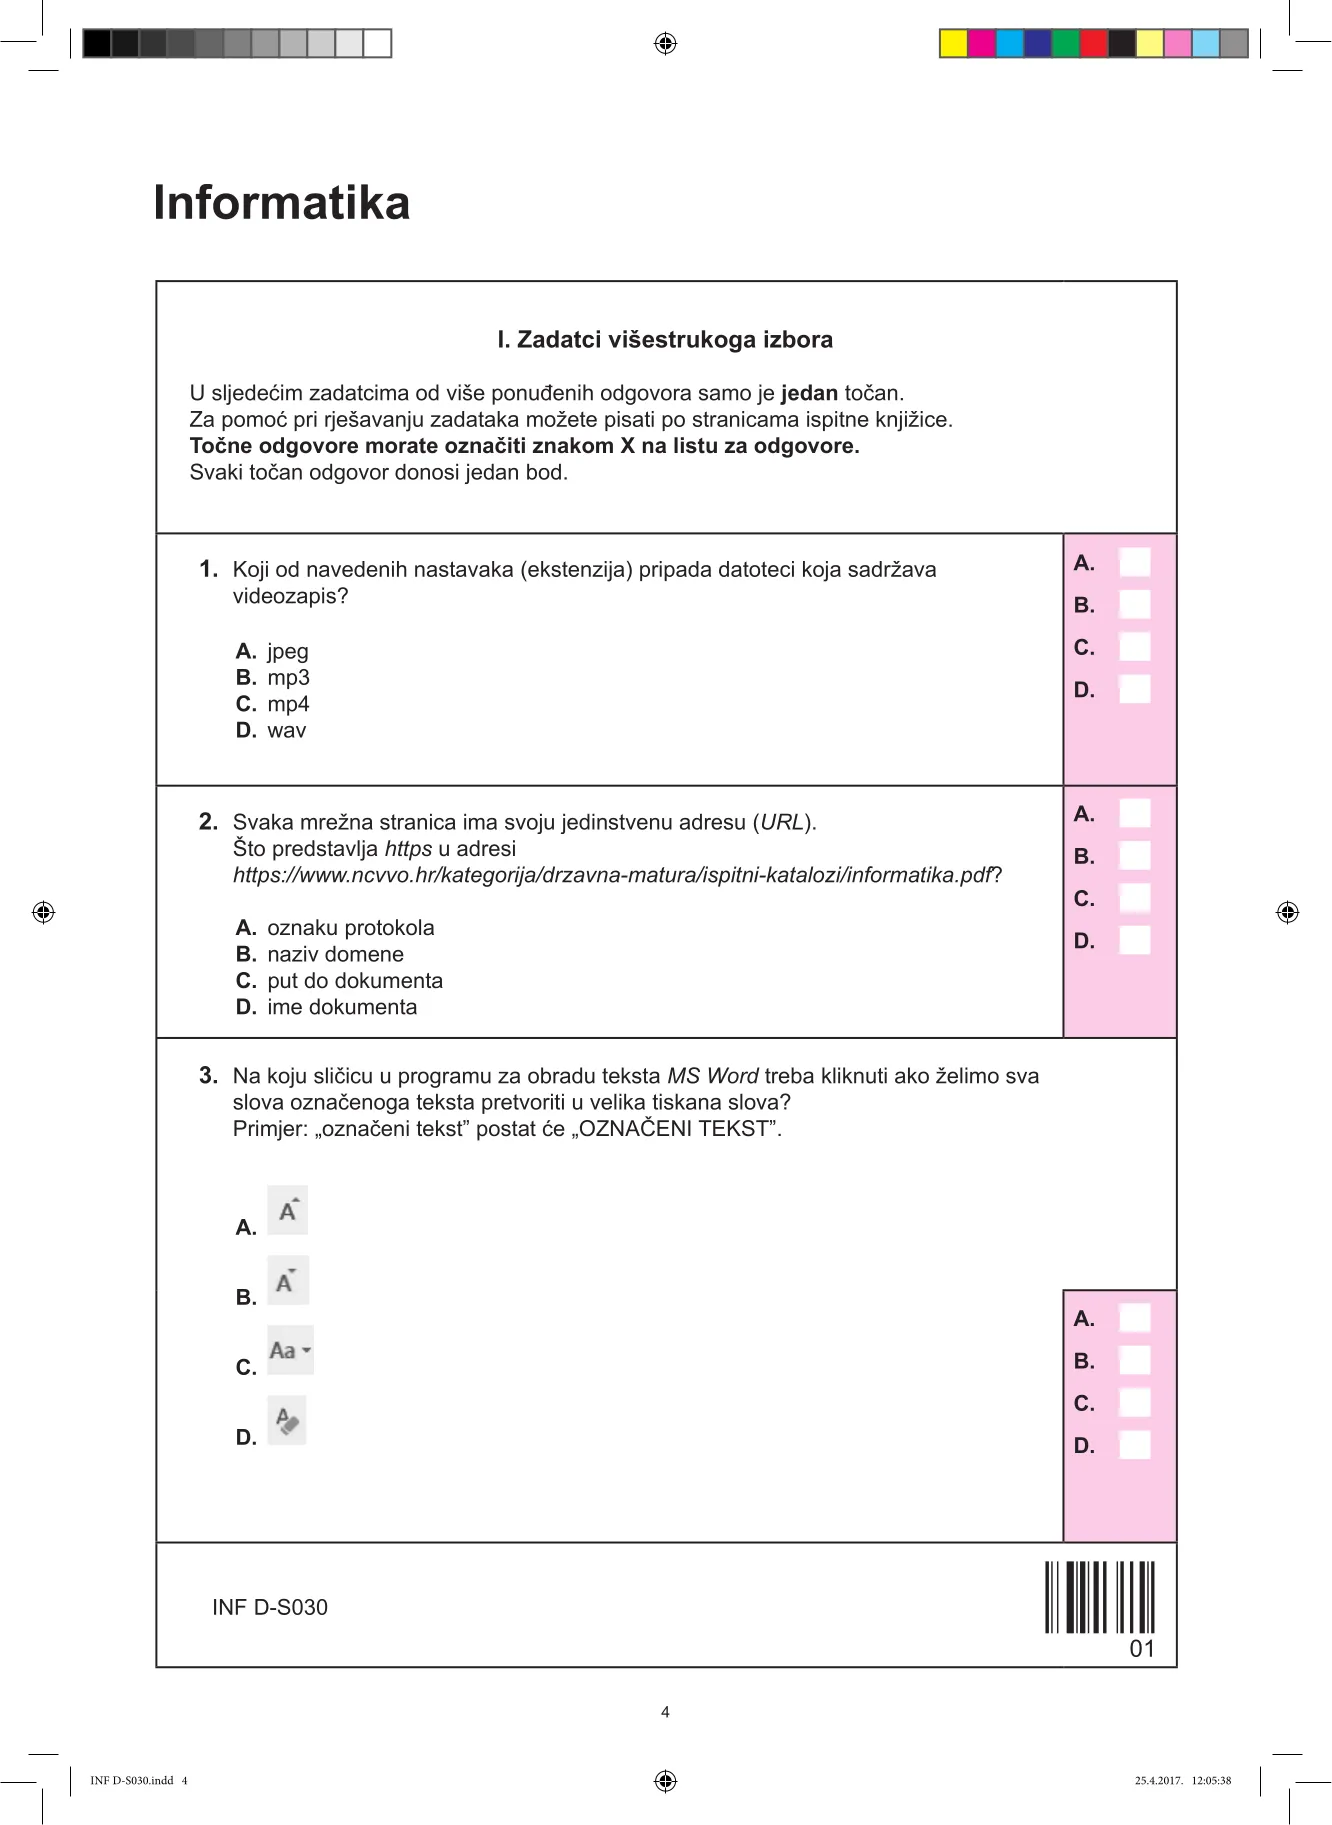 Informatika
I. Zadatci višestrukoga izbora
U sljedećim zadatcima od više ponuđenih odgovora samo je jedan točan.
Za pomoć pri rješavanju zadataka možete pisati po stranicama ispitne knjižice.
Točne odgovore morate označiti znakom X na listu za odgovore.
Svaki točan odgovor donosi jedan bod.
1. Koji od navedenih nastavaka (ekstenzija) pripada datoteci koja sadržava
videozapis?
A. jpeg
B. mp3
C. mp4
D. wav
A.
B.
C.
D.
2. Svaka mrežna stranica ima svoju jedinstvenu adresu (URL).
Što predstavlja https u adresi
https://www.ncvvo.hr/kategorija/drzavna-matura/ispitni-katalozi/informatika.pdf?
A. oznaku protokola
B. naziv domene
C. put do dokumenta
D. ime dokumenta
A.
B.
C.
D.
3. Na koju sličicu u programu za obradu teksta MS Word treba kliknuti ako želimo sva
slova označenoga teksta pretvoriti u velika tiskana slova?
Primjer: „označeni tekst” postat će „OZNAČENI TEKST”.
A. A
B. A
C. Aa
D. A
A.
B.
C.
D.
INF D-S030
01
4
INF D-S030.indd 4
25.4.2017. 12:05:38